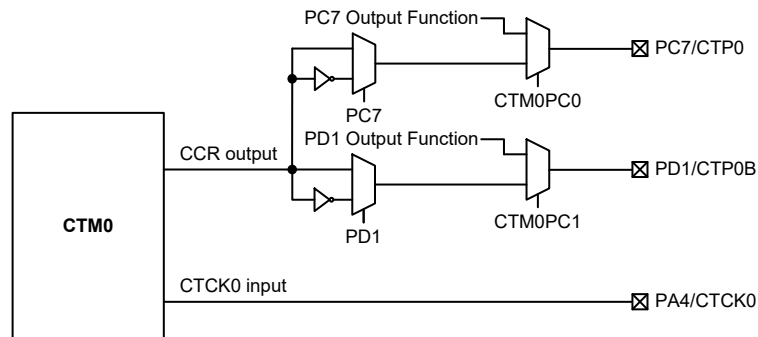 PC7 Output Function
PC7/CTP0
CTM0PC0
PC7
PD1 Output Function
CCR output
PD1/CTP0B
CTM0PC1
PD1
CTM0
CTCK0 input
PA4/CTCK0